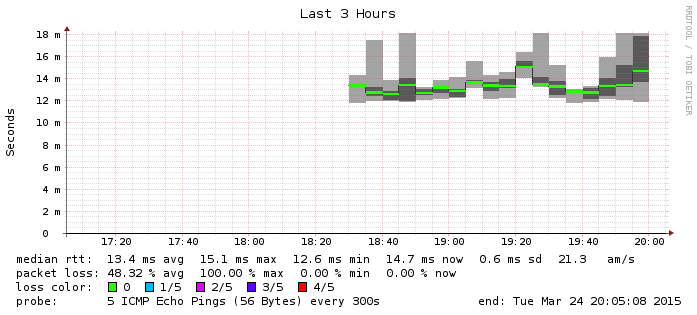 Last 3 Hours
RRDTOOL / TOBI OETIKER
Seconds
18 m
16 m
14 m
12 m
10 m
8 m
6 m
4 m
2 m
0
17:20 17:40 18:00 18:20 18:40 19:00 19:20 19:40 20:00
median rtt: 13.4 ms avg 15.1 ms max 12.6 ms min 14.7 ms now 0.6 ms sd 21.3 am/s
packet loss: 48.32 % avg 100.00 % max 0.00 % min 0.00 % now
loss color: 0 1/5 2/5 3/5 4/5
probe: 5 ICMP Echo Pings (56 Bytes) every 300s end: Tue Mar 24 20:05:08 2015